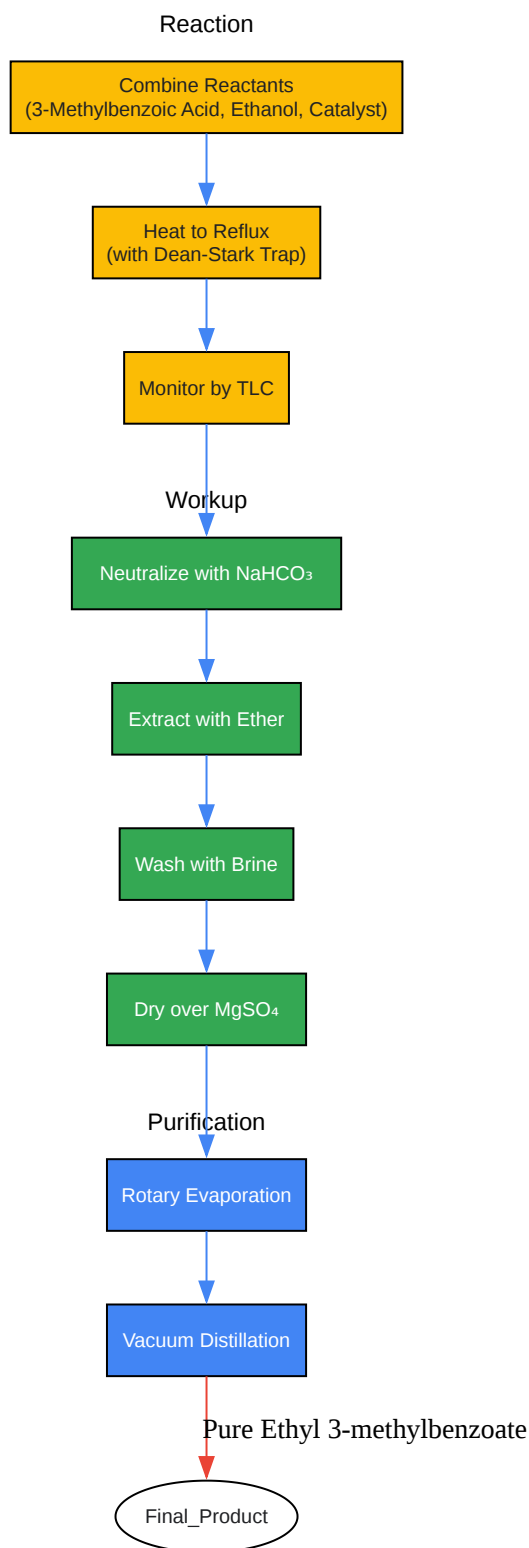 Reaction
Combine Reactants
(3-Methylbenzoic Acid, Ethanol, Catalyst)
Heat to Reflux
(with Dean-Stark Trap)
Monitor by TLC
Workup
Neutralize with NaHCO₃
Extract with Ether
Wash with Brine
Dry over MgSO₄
Purification
Rotary Evaporation
Vacuum Distillation
Pure Ethyl 3-methylbenzoate
Final_Product